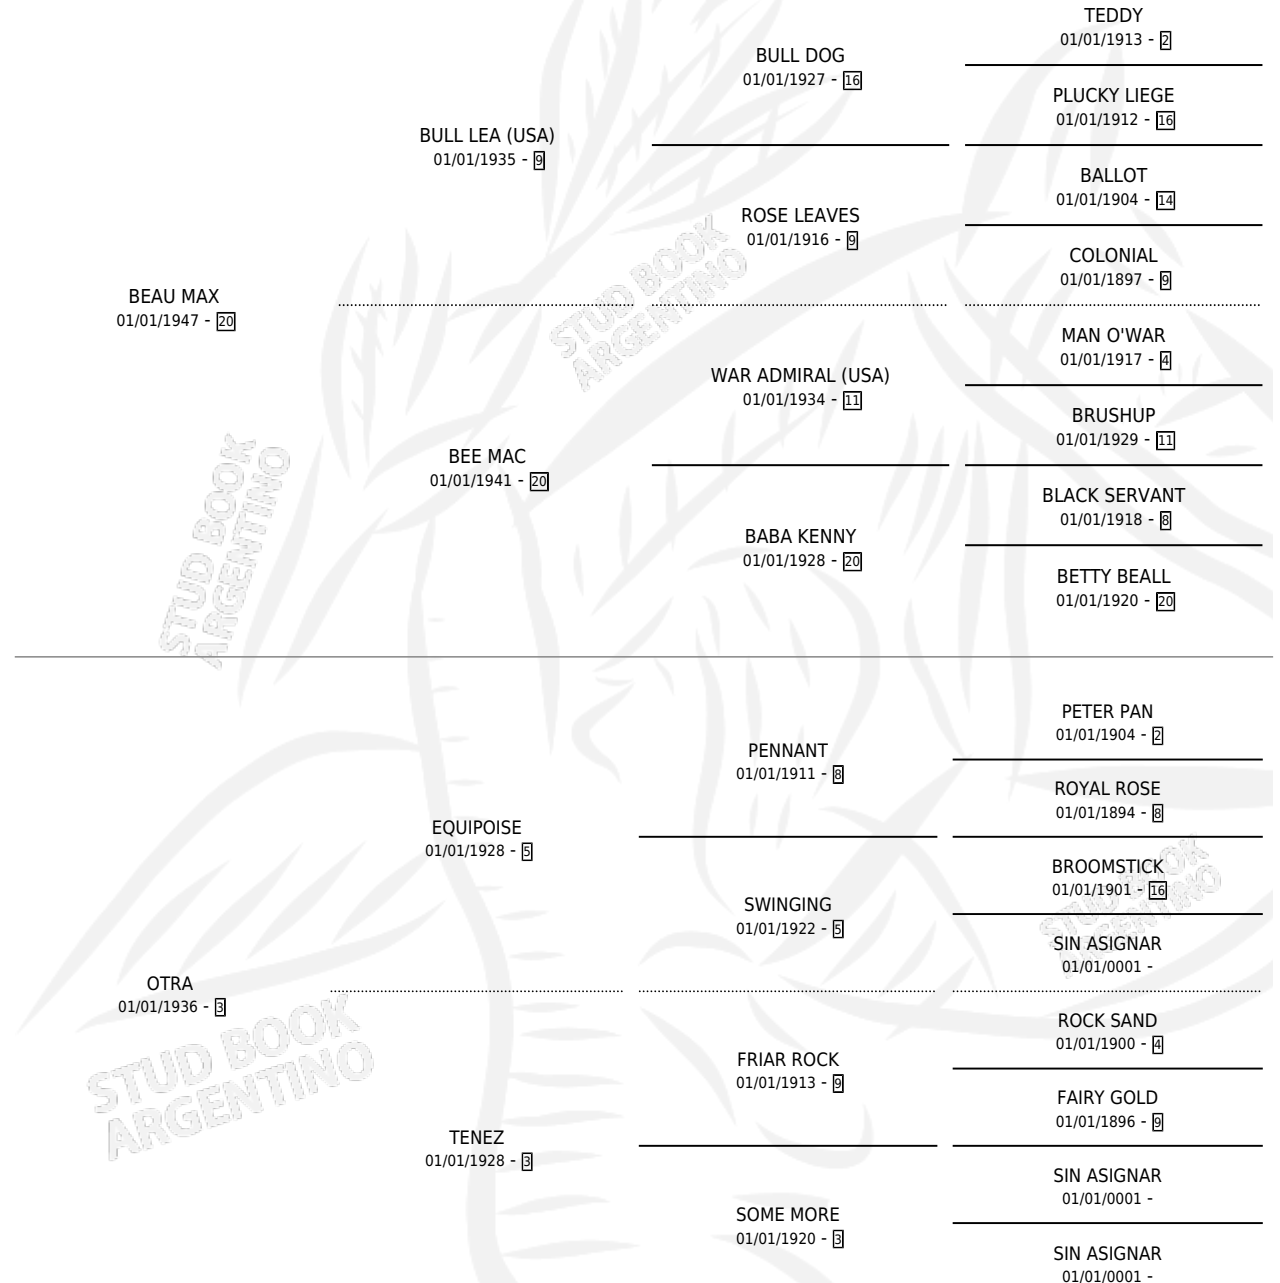 TEDDY
01/01/1913 - 2
BULL DOG
01/01/1927 - 16
PLUCKY LIEGE
01/01/1912 - 16
BULL LEA (USA)
01/01/1935 - 9
BALLOT
01/01/1904 - 14
ROSE LEAVES
01/01/1916 - 9
COLONIAL
01/01/1897 - 9
BEAU MAX
01/01/1947 - 20
MAN O'WAR
01/01/1917 - 4
WAR ADMIRAL (USA)
01/01/1934 - 11
BRUSHUP
01/01/1929 - 11
BEE MAC
01/01/1941 - 20
BLACK SERVANT
01/01/1918 - 8
BABA KENNY
01/01/1928 - 20
BETTY BEALL
01/01/1920 - 20
PETER PAN
01/01/1904 - 2
PENNANT
01/01/1911 - 8
ROYAL ROSE
01/01/1894 - 8
EQUIPOISE
01/01/1928 - 5
BROOMSTICK
01/01/1901 - 16
SWINGING
01/01/1922 - 5
SIN ASIGNAR
01/01/0001 -
OTRA
01/01/1936 - 3
ROCK SAND
01/01/1900 - 4
FRIAR ROCK
01/01/1913 - 9
FAIRY GOLD
01/01/1896 - 9
TENEZ
01/01/1928 - 3
SIN ASIGNAR
01/01/0001 -
SOME MORE
01/01/1920 - 3
SIN ASIGNAR
01/01/0001 -
STUD BOOK
ARGENTINO
STUD BOOK
ARGENTINO
STUD BOOK
ARGENTINO
STUD BOOK
ARGENTINO